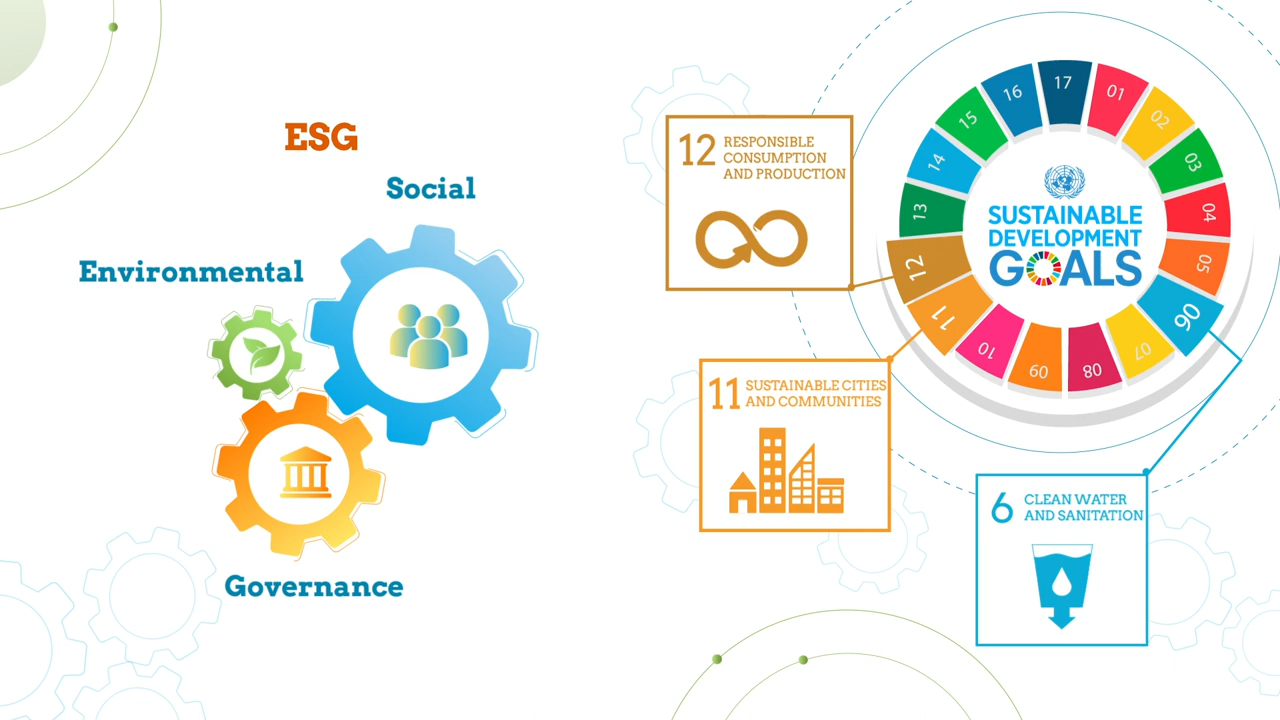 ESG
Social
Environmental
Governance
12 RESPONSIBLE
CONSUMPTION
AND PRODUCTION
11 SUSTAINABLE CITIES
AND COMMUNITIES
6 CLEAN WATER
AND SANITATION
SUSTAINABLE
DEVELOPMENT
GOALS
01
02
03
04
05
06
07
08
09
10
11
12
13
14
15
16
17